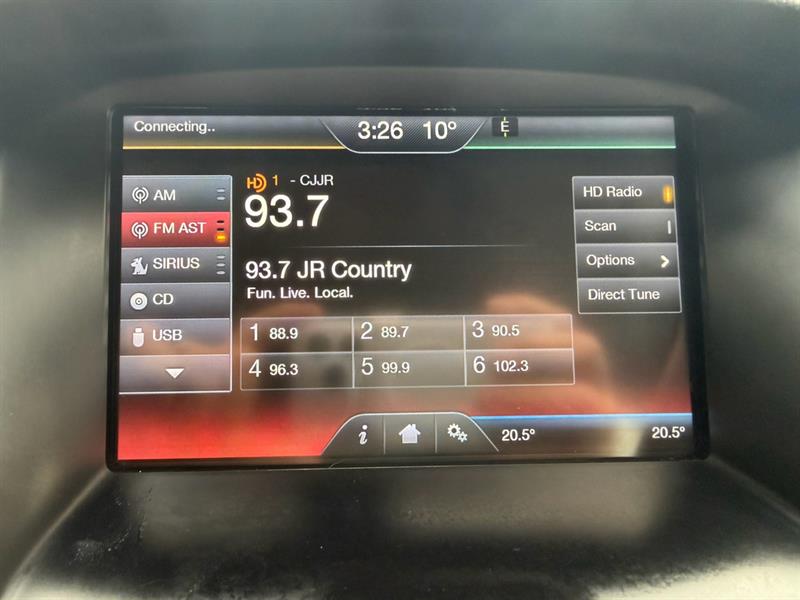 Connecting..
3:26 10°
E
HD 1 - CJJR
93.7
AM
FM AST
SIRIUS
CD
USB
93.7 JR Country
Fun. Live. Local.
1 88.9
2 89.7
3 90.5
4 96.3
5 99.9
6 102.3
HD Radio
Scan
Options
Direct Tune
i
20.5°
20.5°